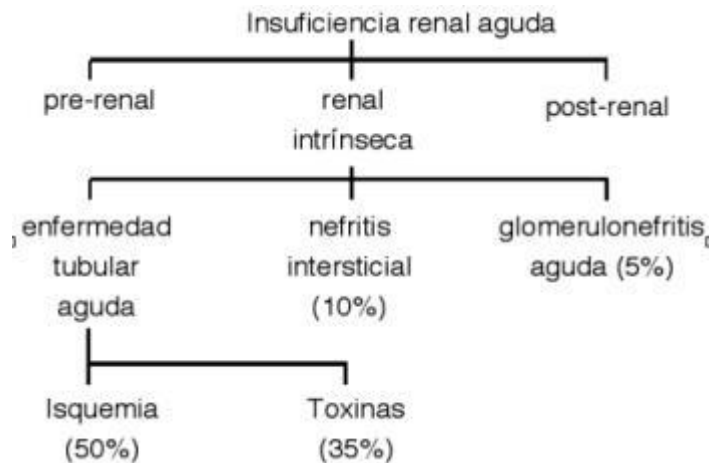 Insuficiencia renal aguda
pre-renal
renal
intrínseca
post-renal
enfermedad
tubular
aguda
nefritis
intersticial
(10%)
glomerulonefritis
aguda (5%)
Isquemia
(50%)
Toxinas
(35%)